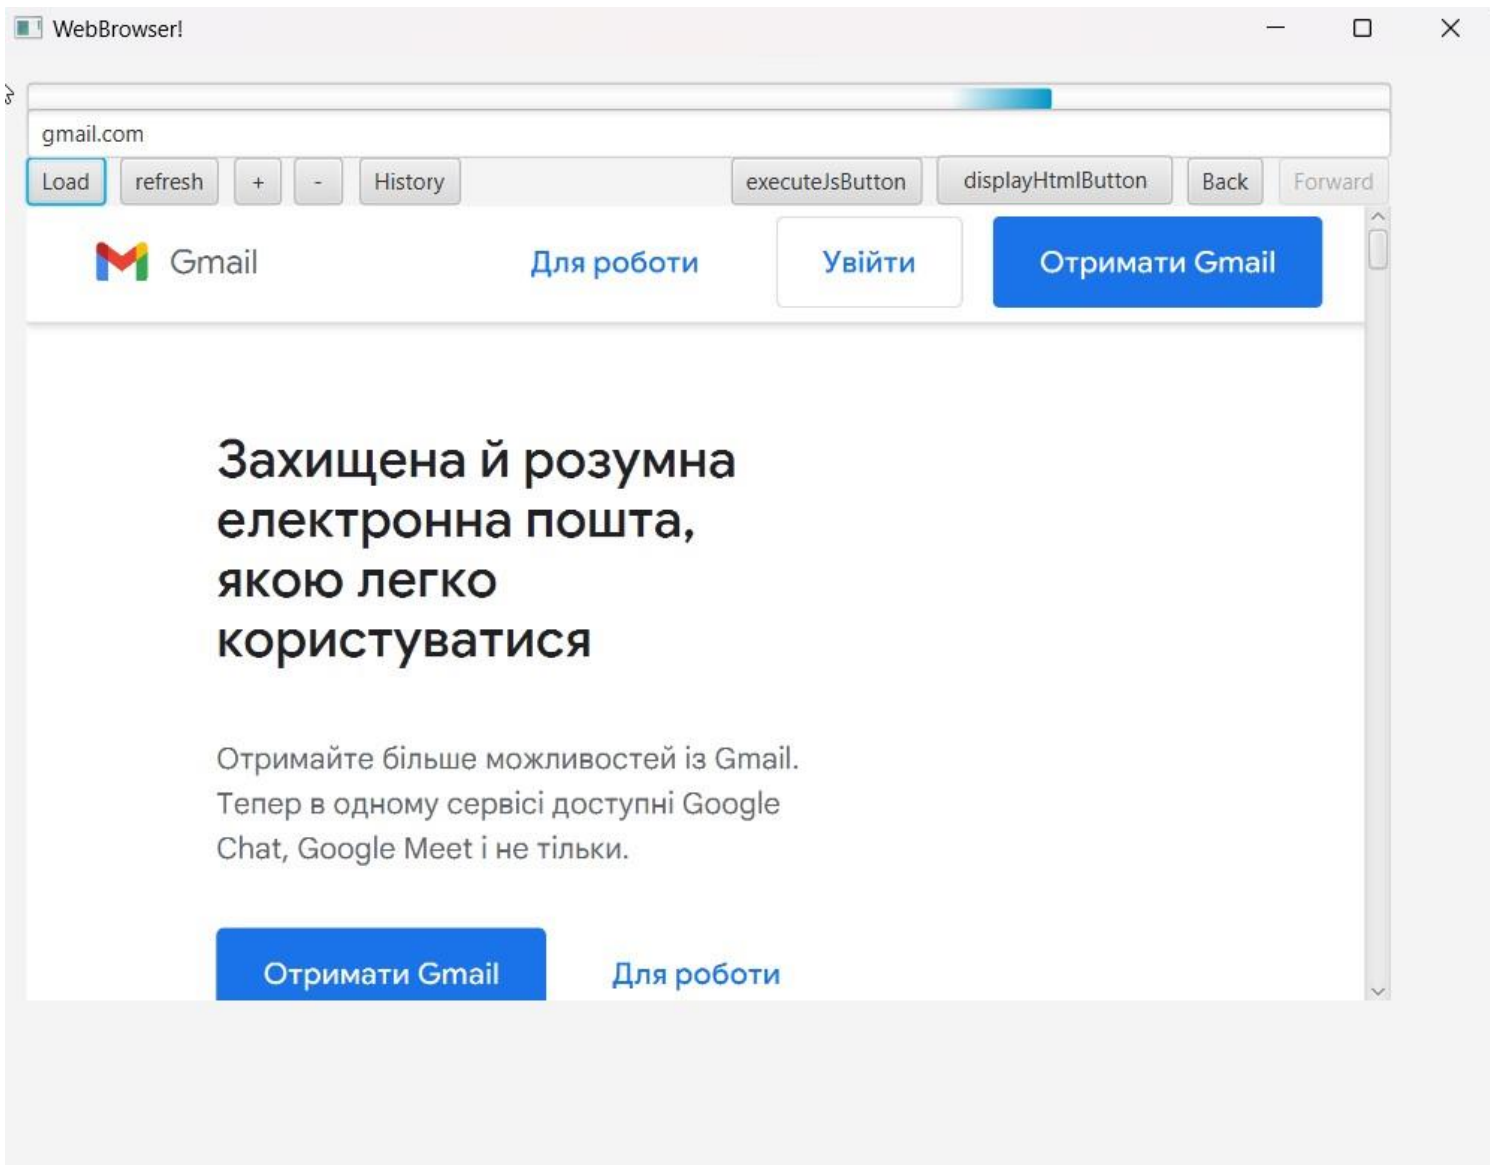 WebBrowser!
gmail.com
Load refresh + - History executeJsButton displayHtmlButton Back Forward
Gmail Для роботи Увійти Отримати Gmail
Захищена й розумна
електронна пошта,
якою легко
користуватися
Отримайте більше можливостей із Gmail.
Тепер в одному сервісі доступні Google
Chat, Google Meet і не тільки.
Отримати Gmail Для роботи